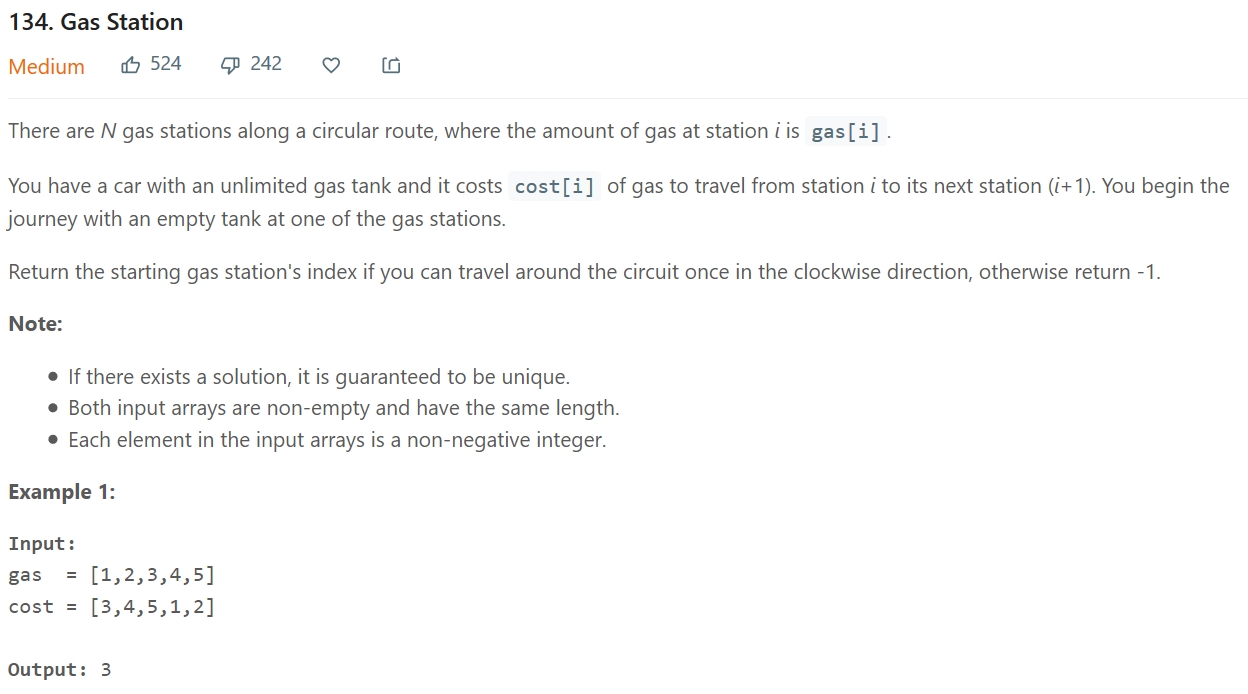 134. Gas Station
Medium 524 242
There are N gas stations along a circular route, where the amount of gas at station i is gas[i].
You have a car with an unlimited gas tank and it costs cost[i] of gas to travel from station i to its next station (i+1). You begin the
journey with an empty tank at one of the gas stations.
Return the starting gas station's index if you can travel around the circuit once in the clockwise direction, otherwise return -1.
Note:
• If there exists a solution, it is guaranteed to be unique.
• Both input arrays are non-empty and have the same length.
• Each element in the input arrays is a non-negative integer.
Example 1:
Input:
gas  = [1,2,3,4,5]
cost = [3,4,5,1,2]
Output: 3